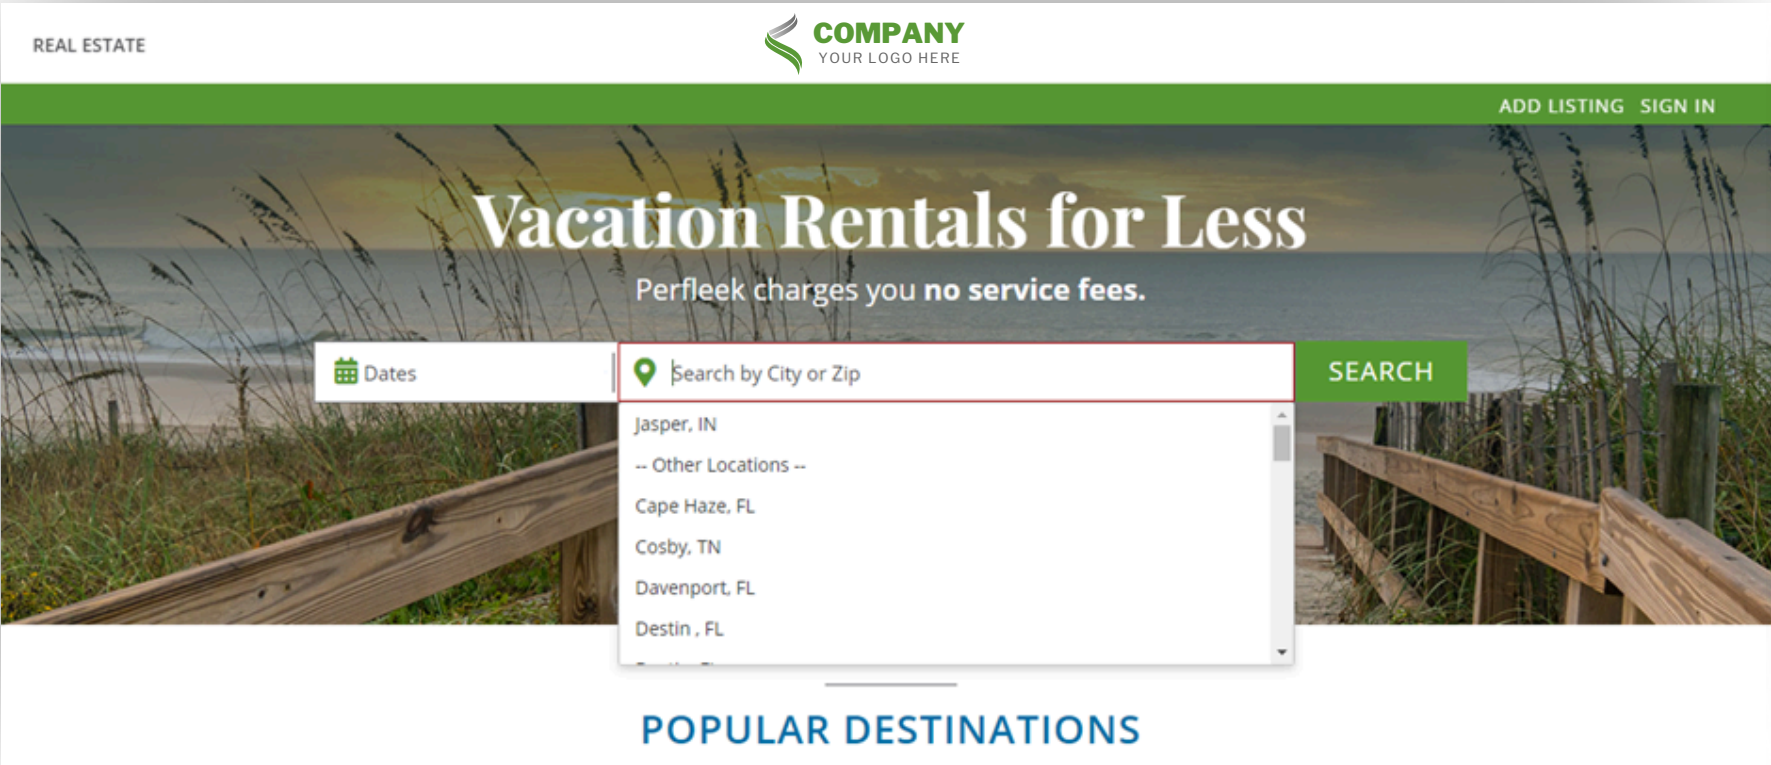 REAL ESTATE
COMPANY
YOUR LOGO HERE
ADD LISTING SIGN IN
Vacation Rentals for Less
Perfleek charges you no service fees.
Dates
Search by City or Zip
SEARCH
Jasper, IN
-- Other Locations --
Cape Haze, FL
Cosby, TN
Davenport, FL
Destin , FL
POPULAR DESTINATIONS